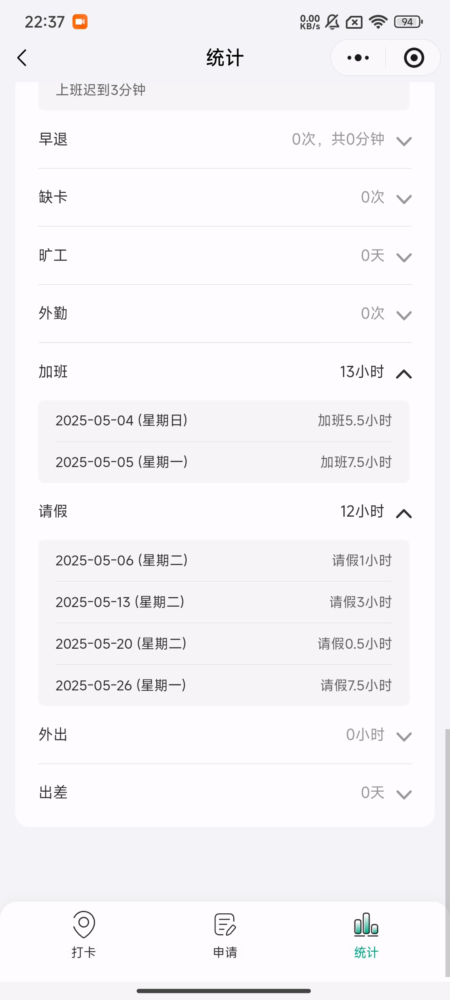 22:37
0.00 KB/s
94
统计
上班迟到3分钟
早退 0次，共0分钟
缺卡 0次
旷工 0天
外勤 0次
加班 13小时
2025-05-04 (星期日) 加班5.5小时
2025-05-05 (星期一) 加班7.5小时
请假 12小时
2025-05-06 (星期二) 请假1小时
2025-05-13 (星期二) 请假3小时
2025-05-20 (星期二) 请假0.5小时
2025-05-26 (星期一) 请假7.5小时
外出 0小时
出差 0天
打卡 申请 统计